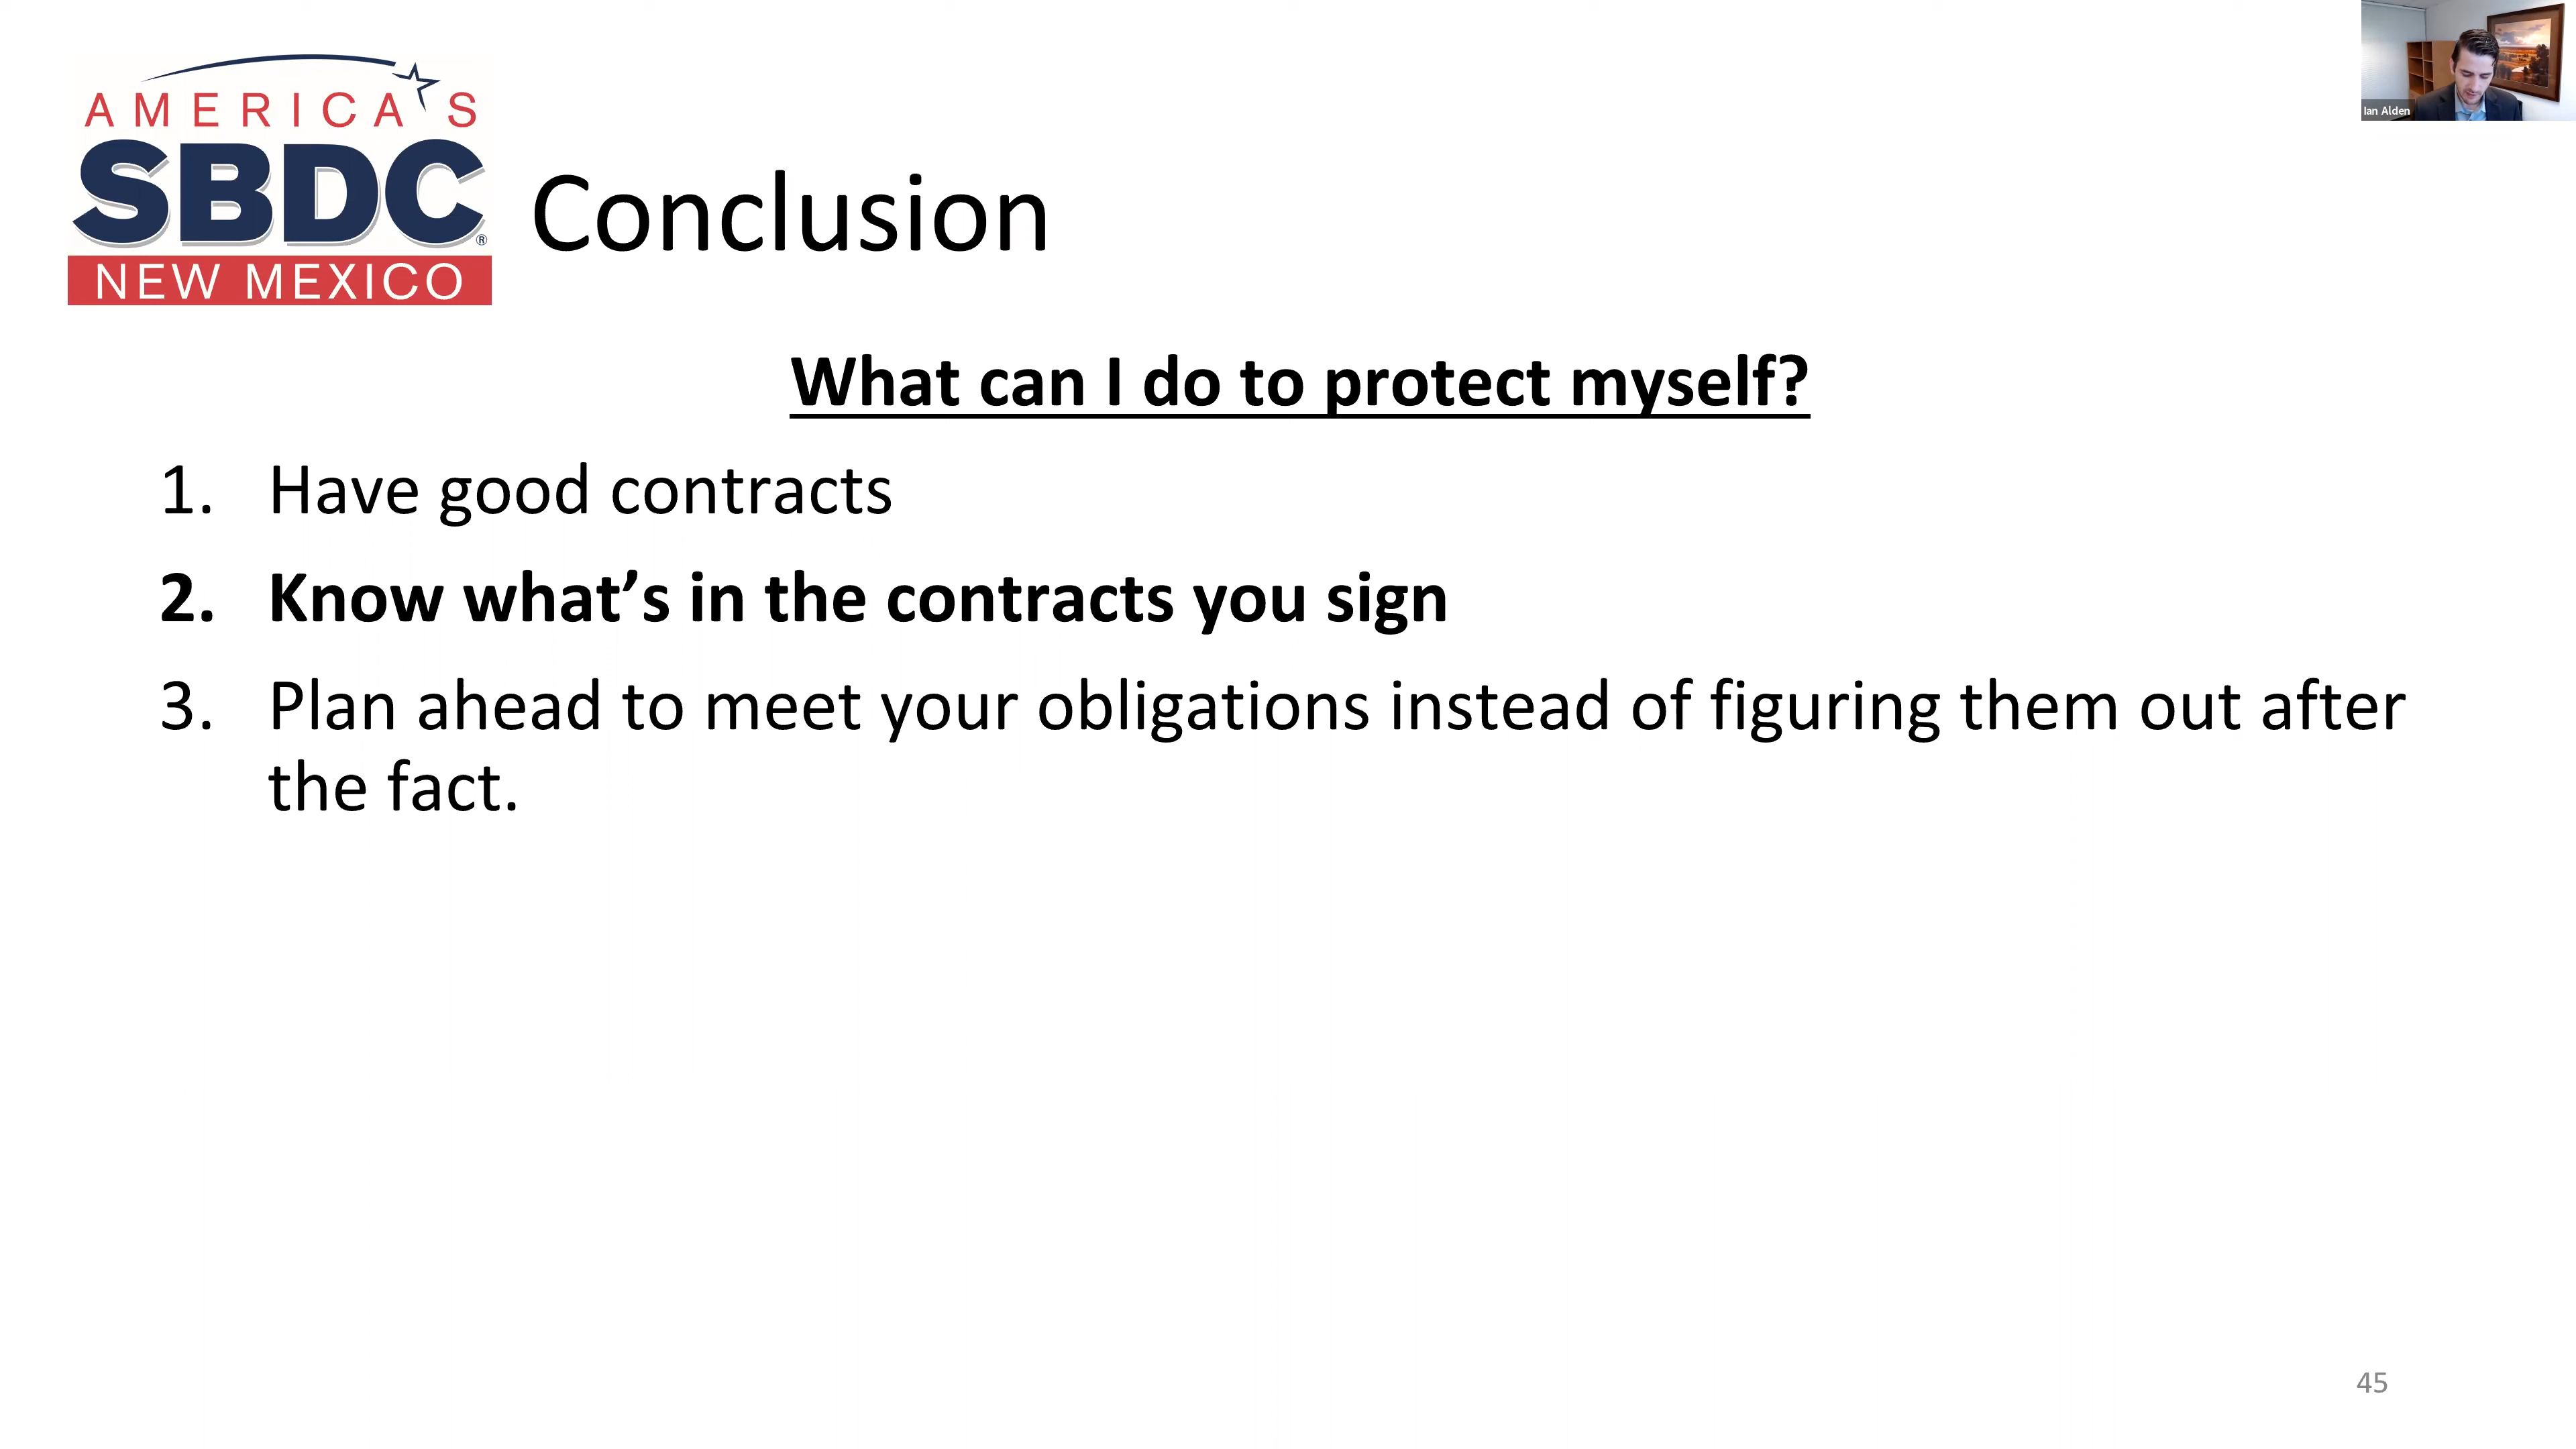 AMERICA'S
SBDC®
NEW MEXICO
Ian Alden
Conclusion
What can I do to protect myself?
1. Have good contracts
2. Know what’s in the contracts you sign
3. Plan ahead to meet your obligations instead of figuring them out after
the fact.
45